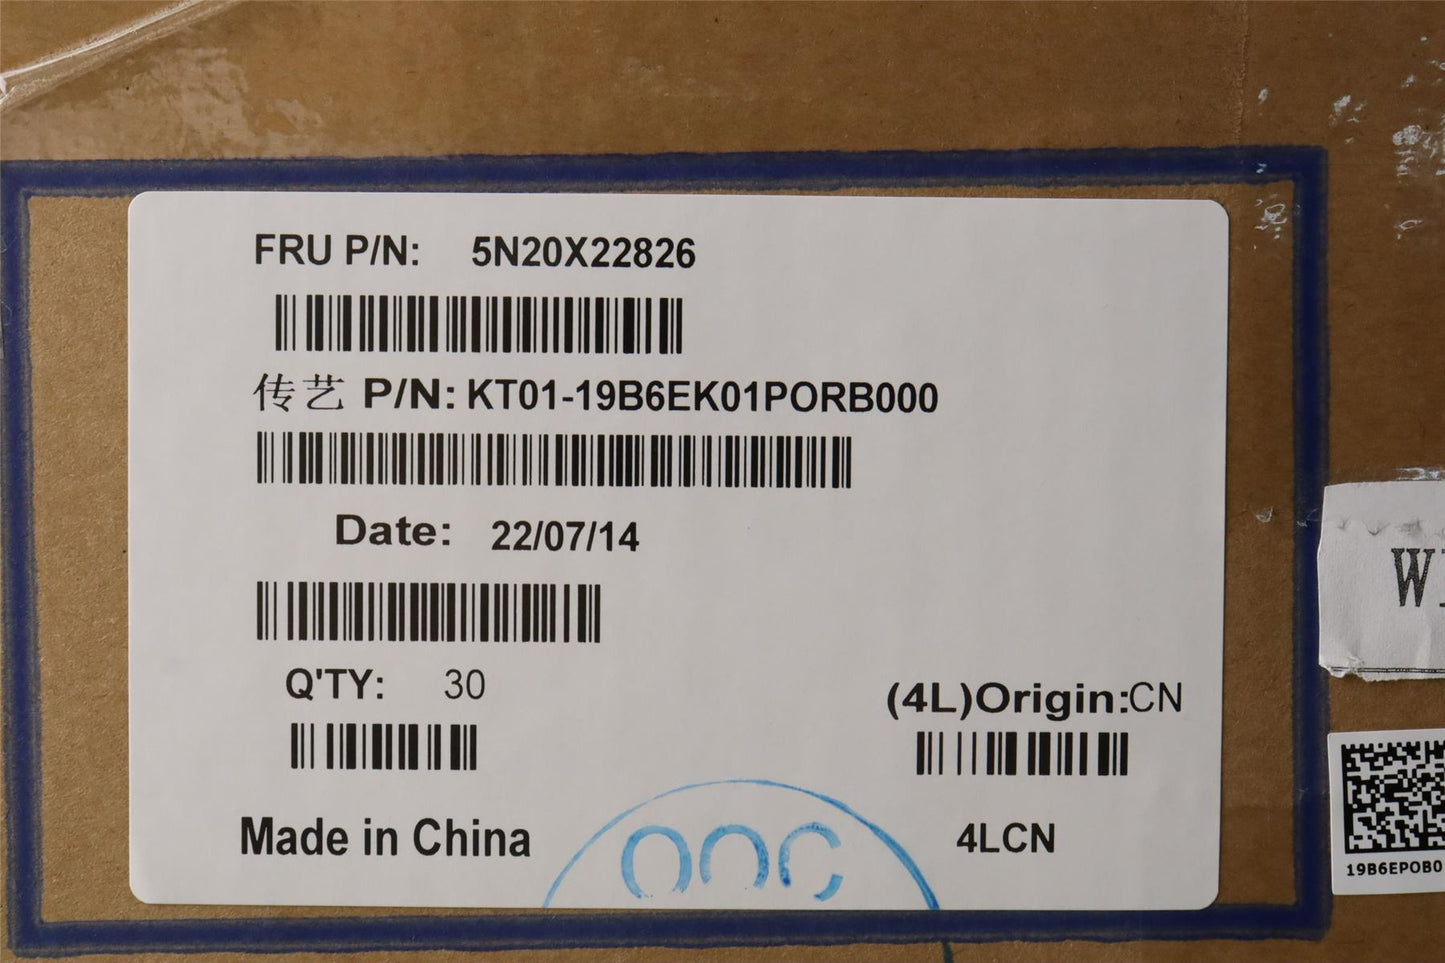 FRU P/N: 5N20X22826
传艺 P/N: KT01-19B6EK01PORB000
Date: 22/07/14
Q'TY: 30
(4L)Origin:CN
Made in China
4LCN
19B6EPOB0